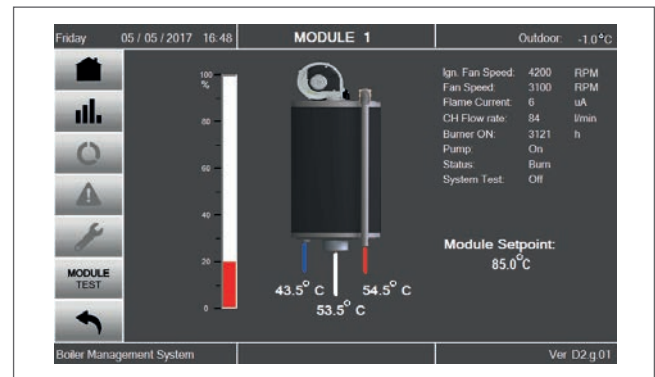 Friday 05 / 05 / 2017 16:48 MODULE 1 Outdoor: -1.0°C
100
%
80
60
40
20
0
Ign. Fan Speed: 4200 RPM
Fan Speed: 3100 RPM
Flame Current: 6 uA
CH Flow rate: 84 l/min
Burner ON: 3121 h
Pump: On
Status: Burn
System Test: Off
Module Setpoint:
85.0°C
MODULE
TEST
43.5° C 54.5° C
53.5° C
Boiler Management System Ver D2.g.01